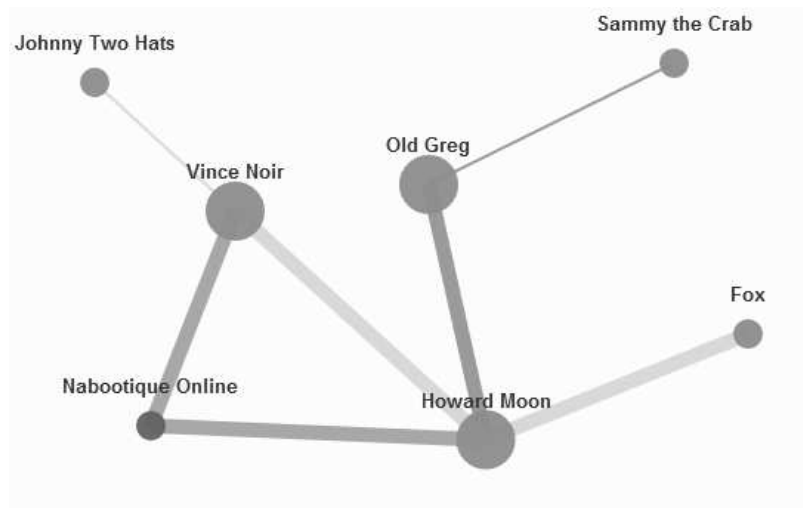 Sammy the Crab
Johnny Two Hats
Old Greg
Vince Noir
Fox
Nabootique Online
Howard Moon